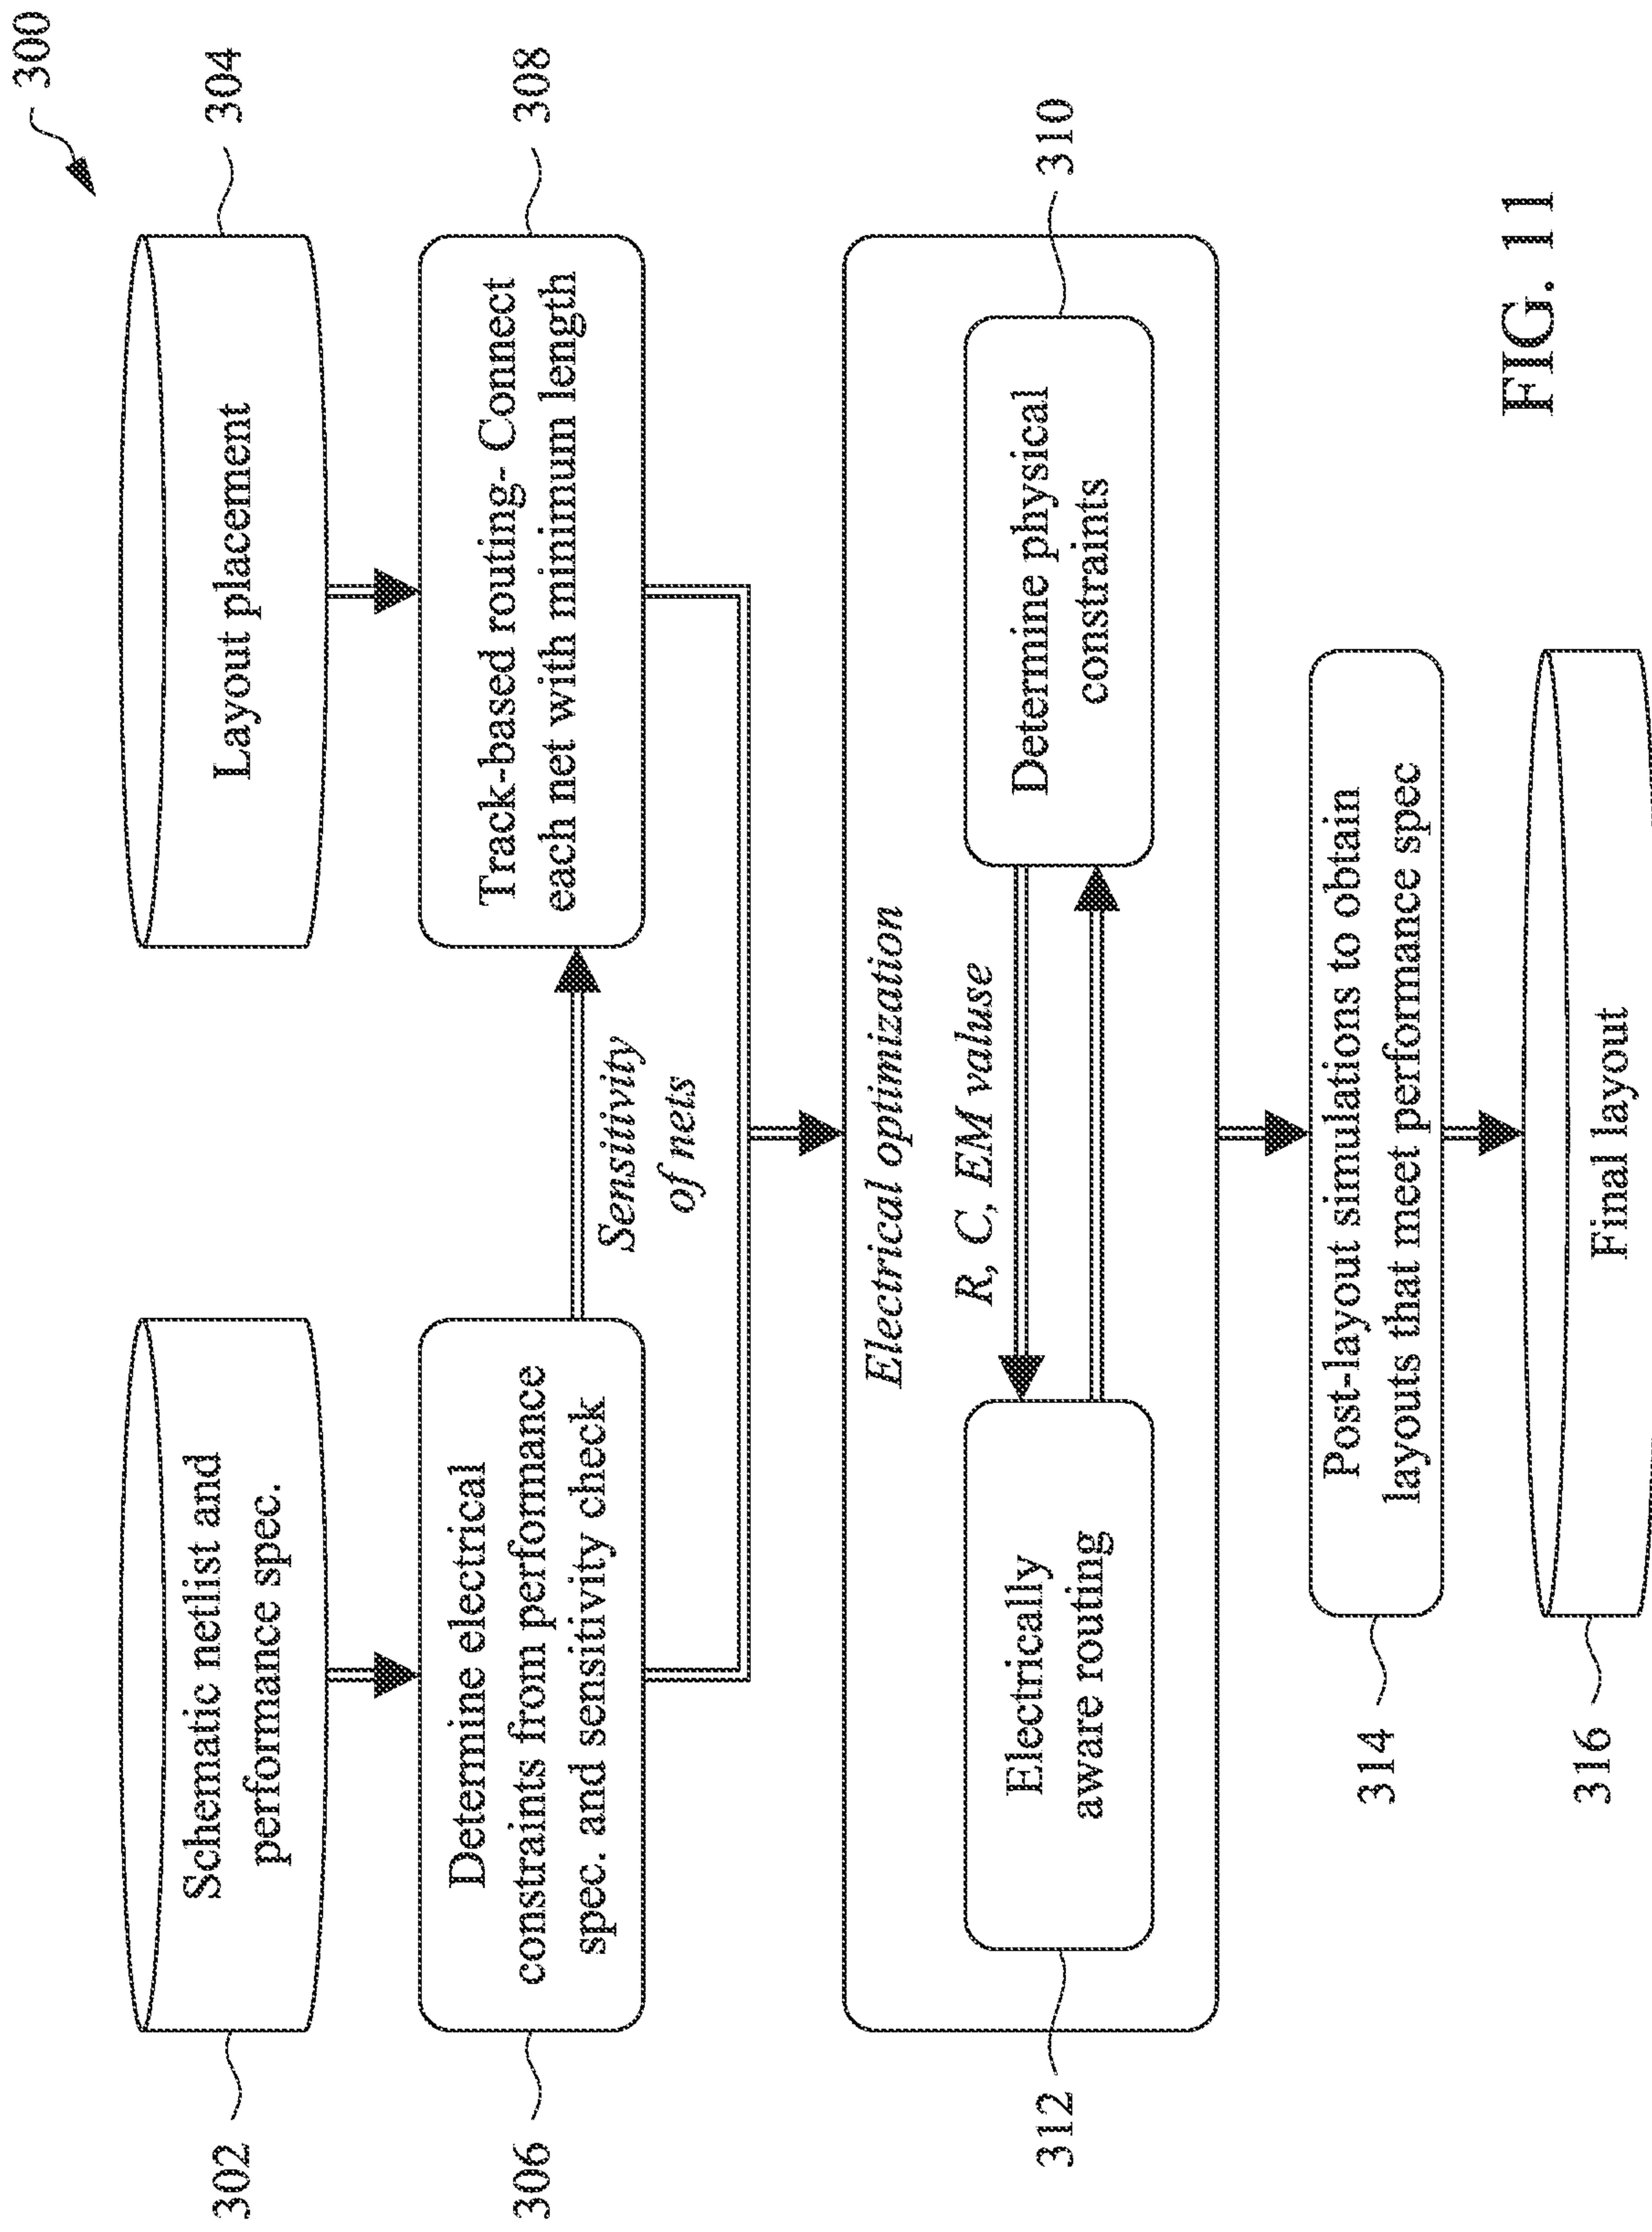 300
302
Schematic netlist and
performance spec.
Layout placement
304
306
Determine electrical
constraints from performance
spec. and sensitivity check
Sensitivity
of nets
Track-based routing- Connect
each net with minimum length
308
Electrical optimization
312
Electrically
aware routing
R, C, EM valuse
Determine physical
constraints
310
314
Post-layout simulations to obtain
layouts that meet performance spec
316
Final layout
FIG. 11